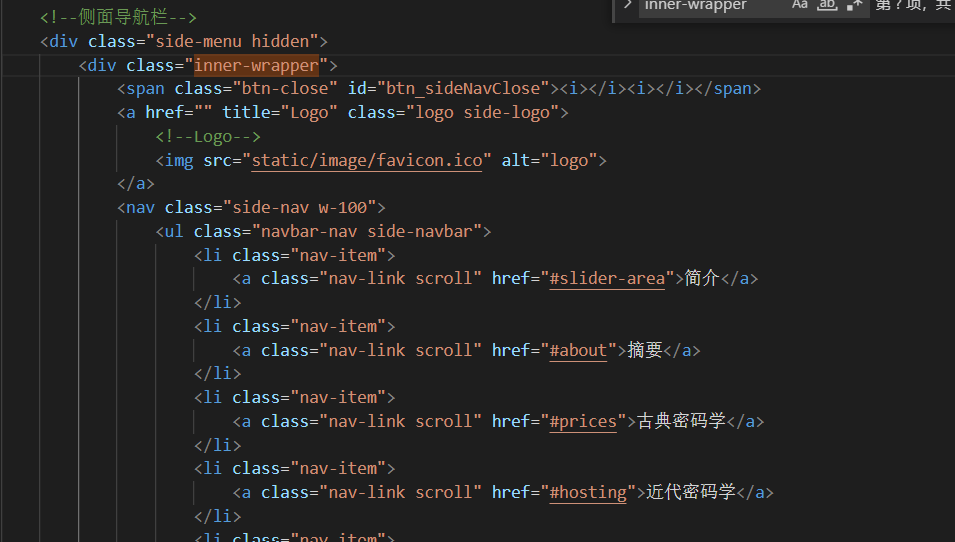 <!--侧面导航栏-->
inner-wrapper Aa ab .* 第 ? 项, 共
<div class="side-menu hidden">
<div class="inner-wrapper">
<span class="btn-close" id="btn_sideNavClose"><i></i><i></i></span>
<a href="" title="Logo" class="logo side-logo">
<!--Logo-->
<img src="static/image/favicon.ico" alt="logo">
</a>
<nav class="side-nav w-100">
<ul class="navbar-nav side-navbar">
<li class="nav-item">
<a class="nav-link scroll" href="#slider-area">简介</a>
</li>
<li class="nav-item">
<a class="nav-link scroll" href="#about">摘要</a>
</li>
<li class="nav-item">
<a class="nav-link scroll" href="#prices">古典密码学</a>
</li>
<li class="nav-item">
<a class="nav-link scroll" href="#hosting">近代密码学</a>
</li>
<li class="nav-item">